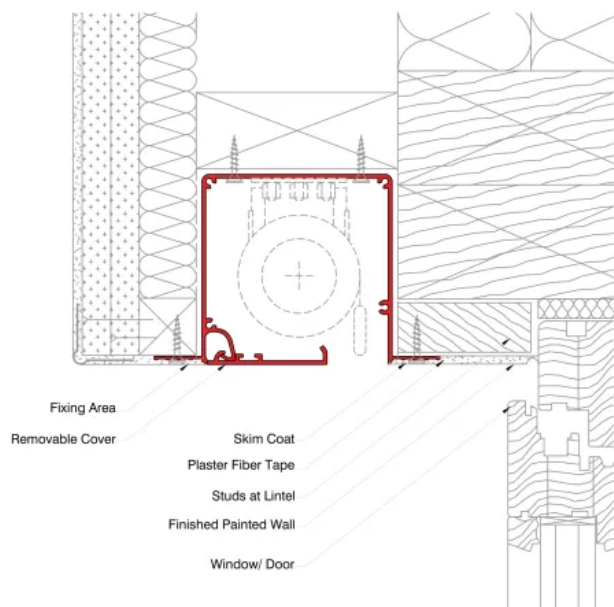 Fixing Area
Removable Cover
Skim Coat
Plaster Fiber Tape
Studs at Lintel
Finished Painted Wall
Window/ Door